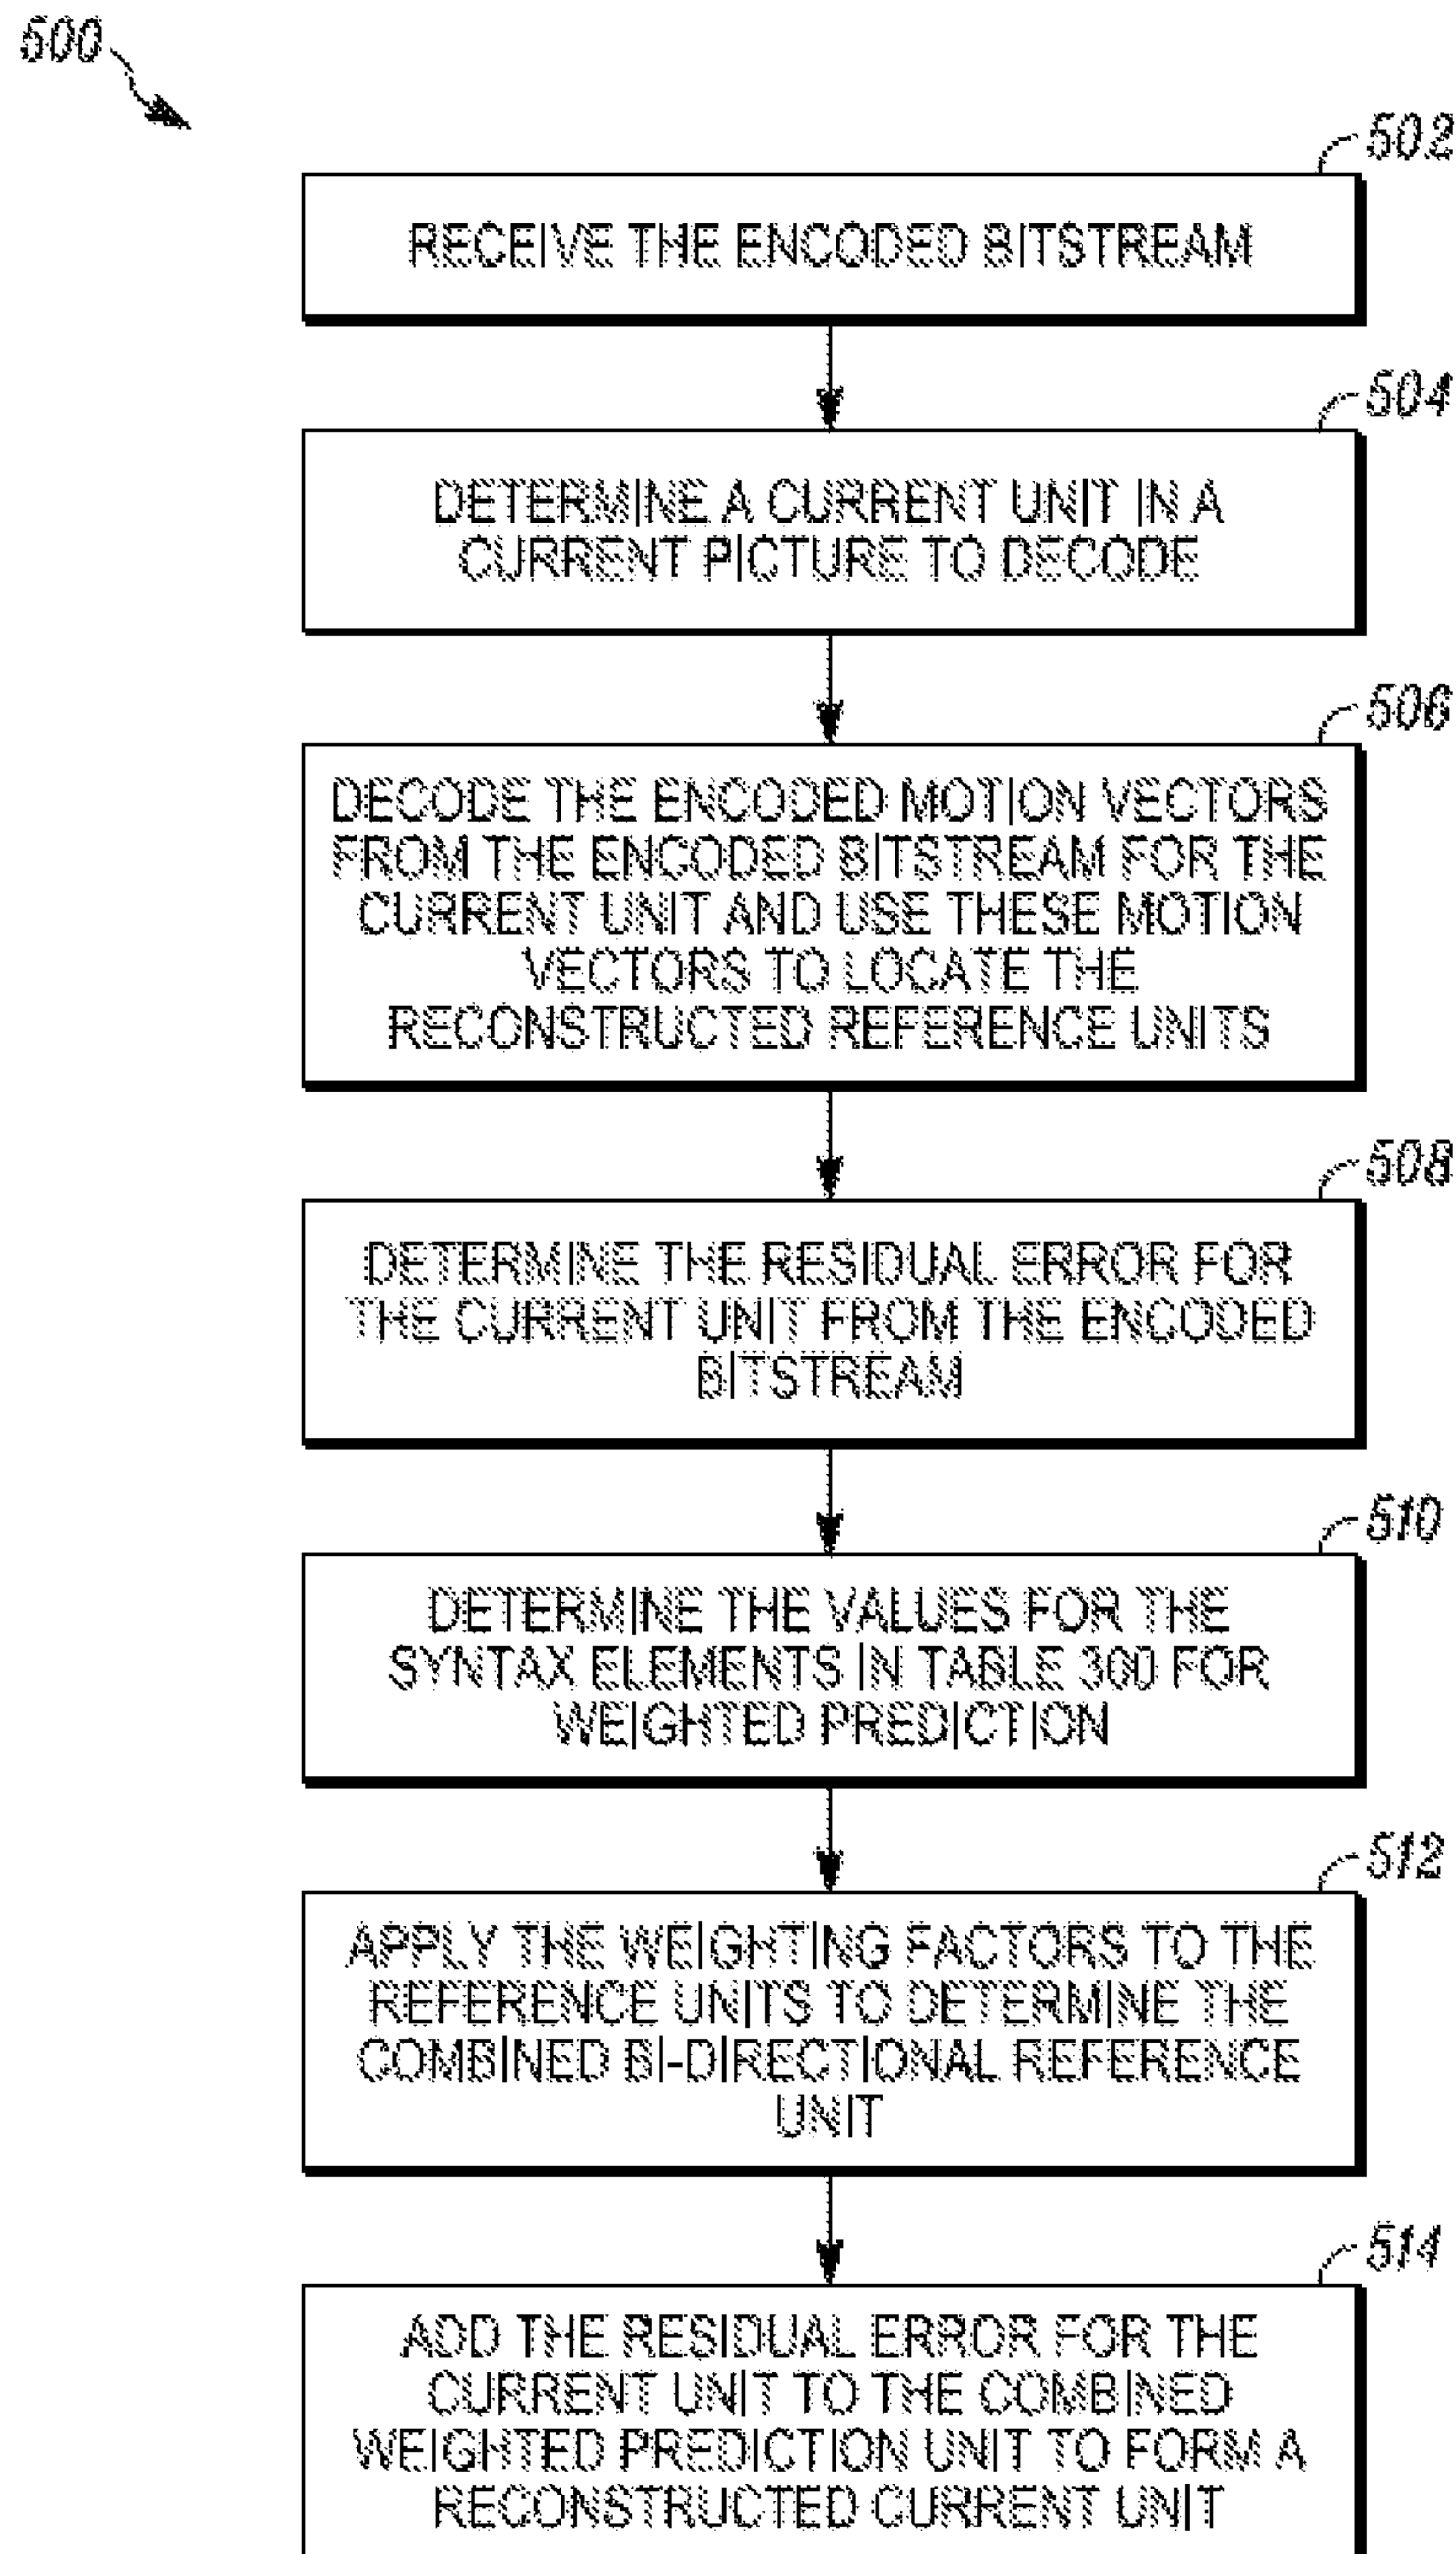 500
502
RECEIVE THE ENCODED BITSTREAM
504
DETERMINE A CURRENT UNIT IN A
CURRENT PICTURE TO DECODE
506
DECODE THE ENCODED MOTION VECTORS
FROM THE ENCODED BITSTREAM FOR THE
CURRENT UNIT AND USE THESE MOTION
VECTORS TO LOCATE THE
RECONSTRUCTED REFERENCE UNITS
508
DETERMINE THE RESIDUAL ERROR FOR
THE CURRENT UNIT FROM THE ENCODED
BITSTREAM
510
DETERMINE THE VALUES FOR THE
SYNTAX ELEMENTS IN TABLE 300 FOR
WEIGHTED PREDICTION
512
APPLY THE WEIGHTING FACTORS TO THE
REFERENCE UNITS TO DETERMINE THE
COMBINED BI-DIRECTIONAL REFERENCE
UNIT
514
ADD THE RESIDUAL ERROR FOR THE
CURRENT UNIT TO THE COMBINED
WEIGHTED PREDICTION UNIT TO FORM A
RECONSTRUCTED CURRENT UNIT